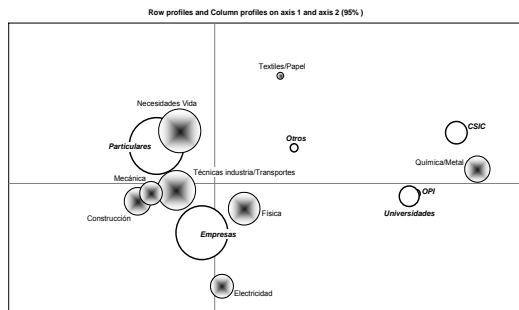 Row profiles and Column profiles on axis 1 and axis 2 (95% )
Textiles/Papel
Necesidades Vida
CSIC
Otros
Particulares
Química/Metal
Técnicas industria/Transportes
Mecánica
OPI
Universidades
Construcción
Física
Empresas
Electricidad